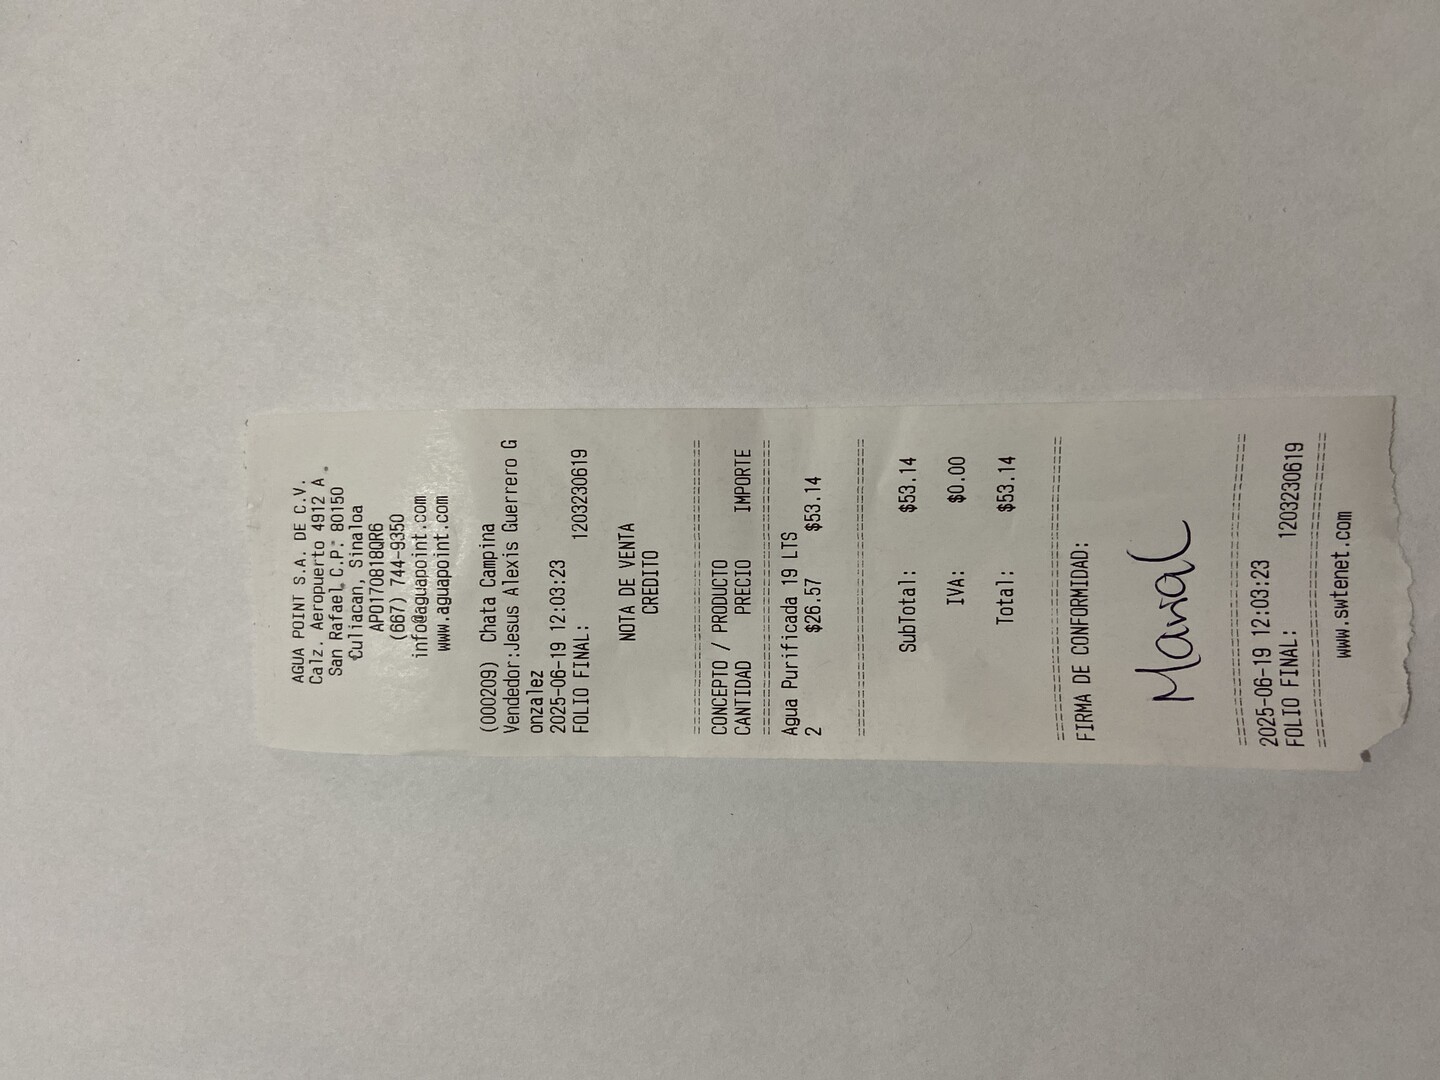 AGUA POINT S.A. DE C.V.
Calz. Aeropuerto 4912 A.
San Rafael C.P. 80150
Culiacan, Sinaloa
APO170818QR6
(667) 744-9350
info@aguapoint.com
www.aguapoint.com
(000209) Chata Campina
Vendedor:Jesus Alexis Guerrero G
onzalez
2025-06-19 12:03:23
FOLIO FINAL: 1203230619
NOTA DE VENTA
CREDITO
================================
CONCEPTO / PRODUCTO
CANTIDAD PRECIO IMPORTE
================================
Agua Purificada 19 LTS
2 $26.57 $53.14
================================
SubTotal: $53.14
IVA: $0.00
Total: $53.14
================================
FIRMA DE CONFORMIDAD:
================================
2025-06-19 12:03:23
FOLIO FINAL: 1203230619
================================
www.swtenet.com